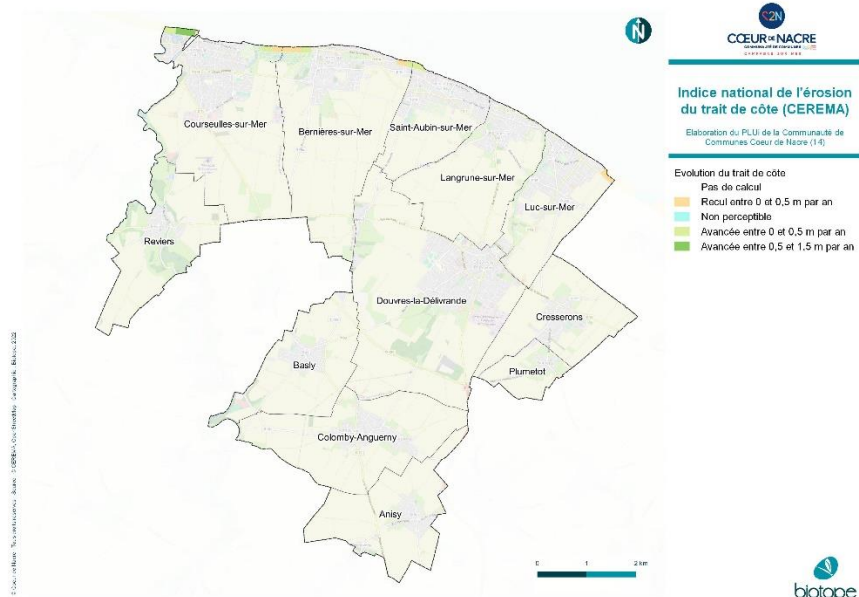 CŒUR DE NACRE
COMMUNAUTÉ DE COMMUNES
Indice national de l'érosion
du trait de côte (CEREMA)
Elaboration du PLUi de la Communauté de
Communes Coeur de Nacre (14)
Evolution du trait de côte
Pas de calcul
Recul entre 0 et 0,5 m par an
Non perceptible
Avancée entre 0 et 0,5 m par an
Avancée entre 0,5 et 1,5 m par an
Courseulles-sur-Mer
Bernières-sur-Mer
Saint-Aubin-sur-Mer
Langrune-sur-Mer
Luc-sur-Mer
Reviers
Douvres-la-Délivrande
Cresserons
Basly
Plumetot
Colomby-Anguerny
Anisy
0 1 2 km
biotope